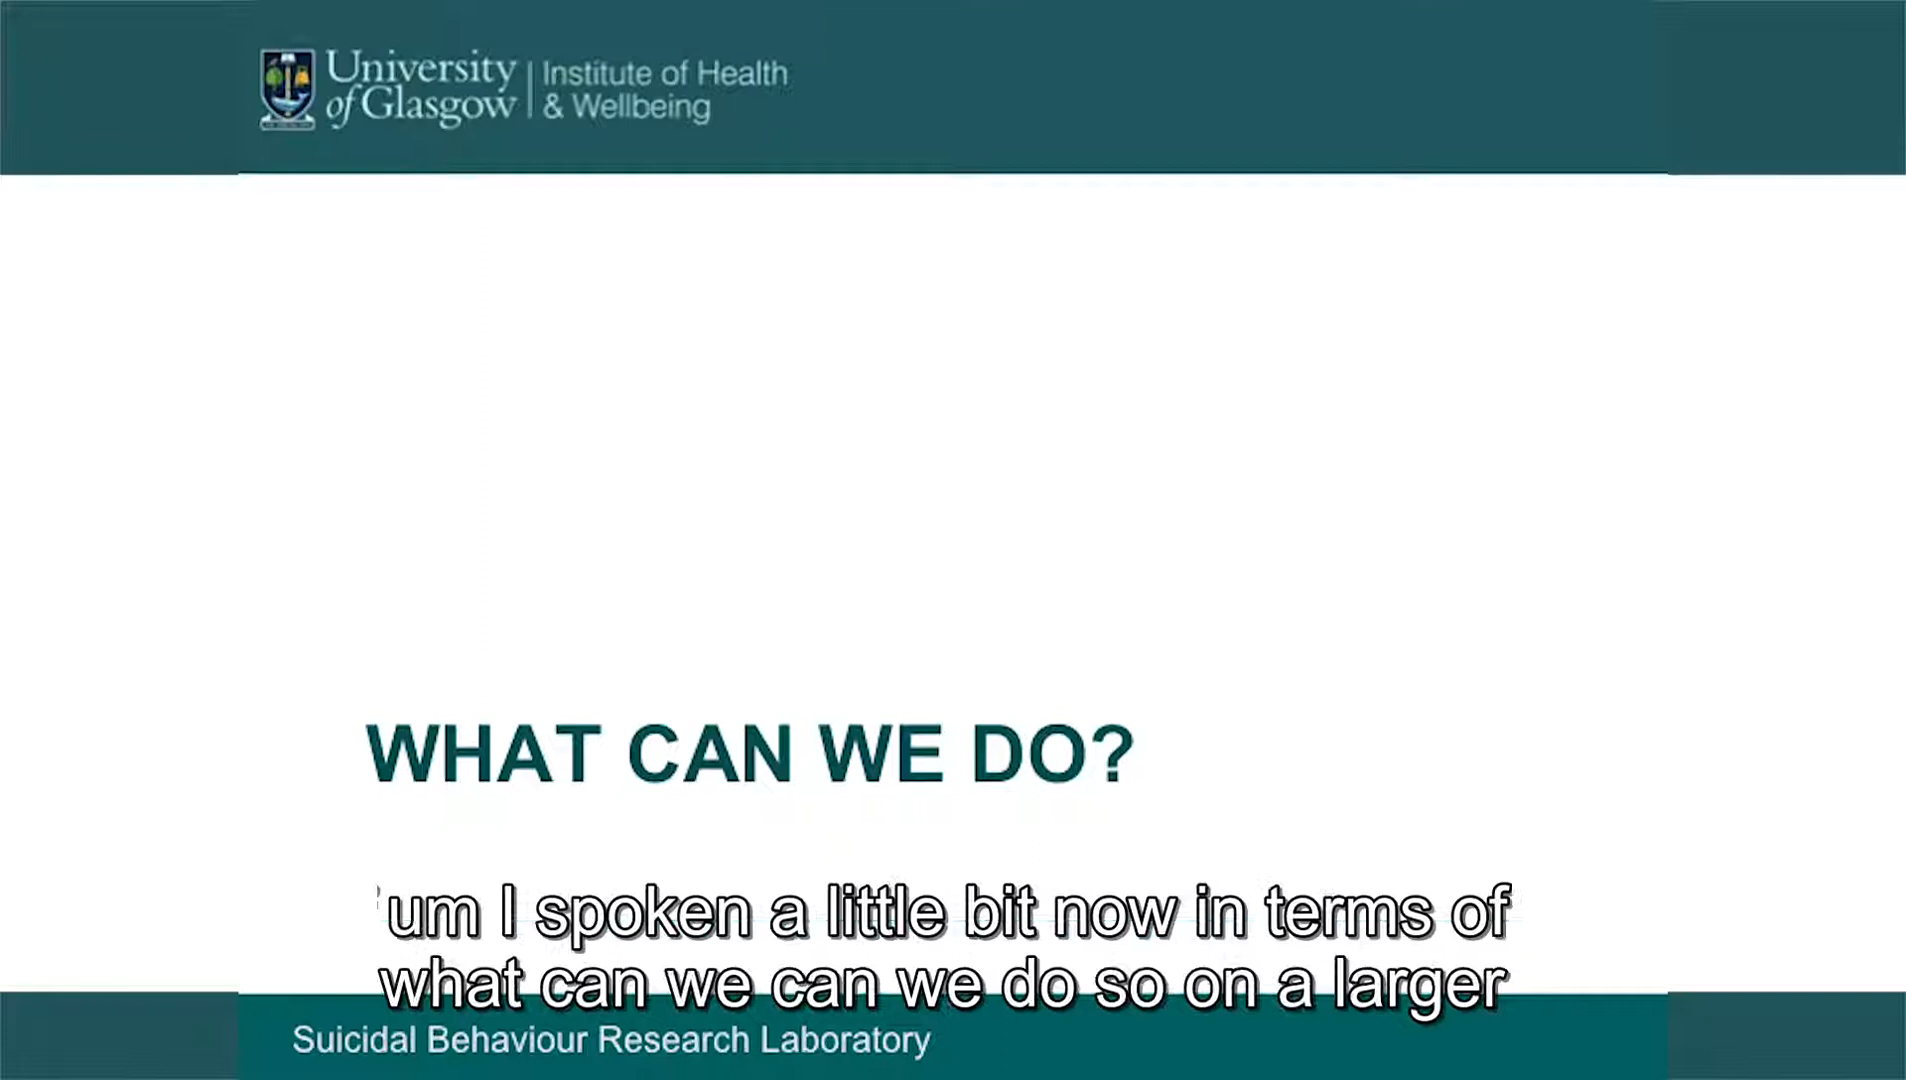 University
of Glasgow
Institute of Health
& Wellbeing
WHAT CAN WE DO?
um I spoken a little bit now in terms of
what can we can we do so on a larger
Suicidal Behaviour Research Laboratory